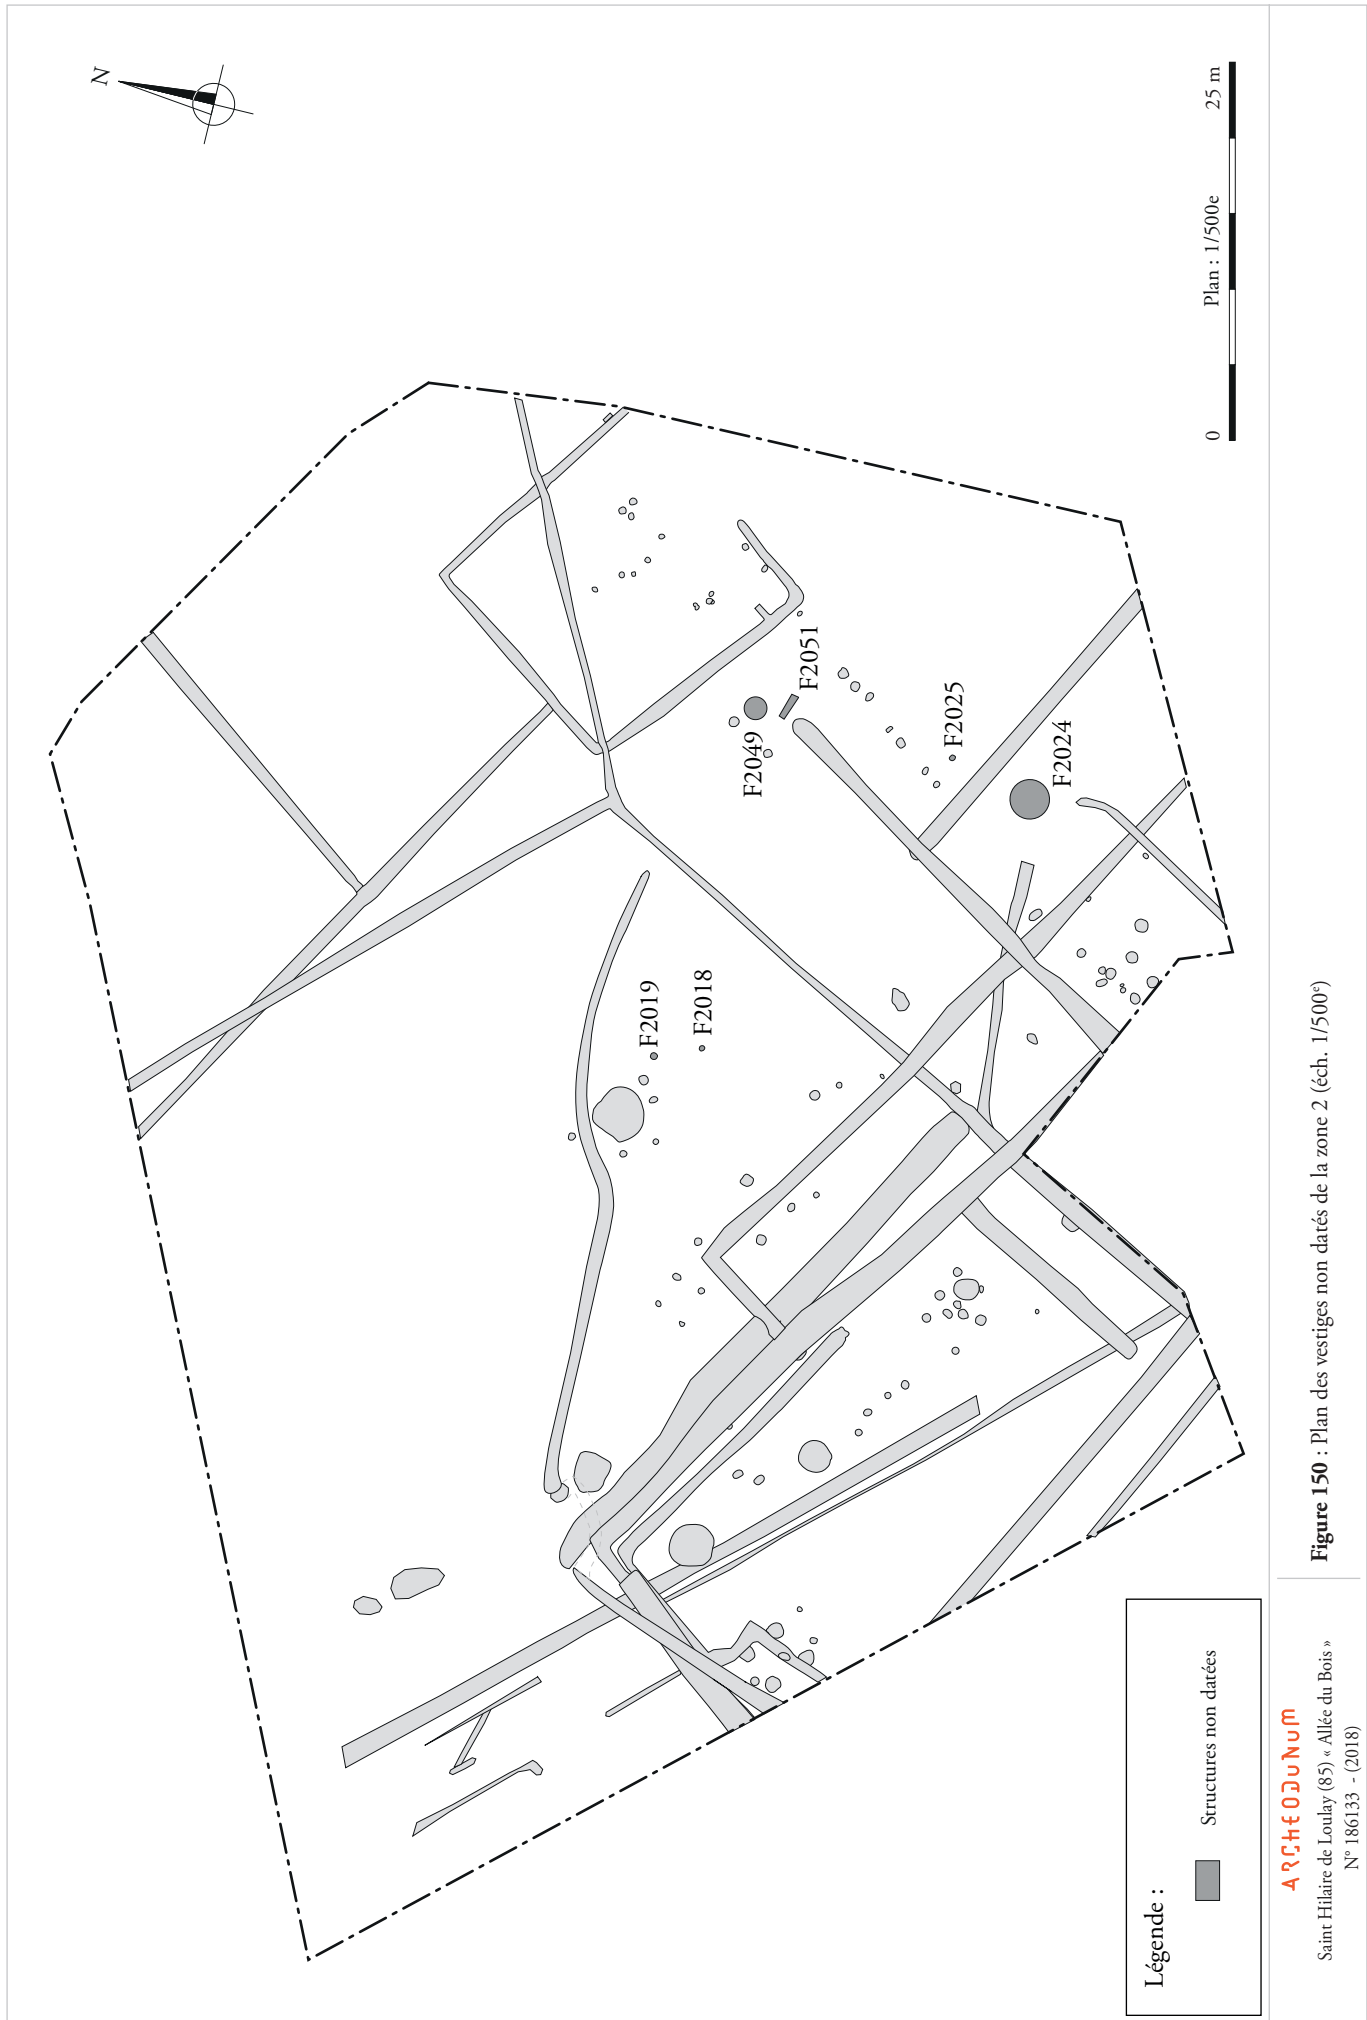 N
F2019
F2018
F2049
F2051
F2025
F2024
0
Plan : 1/500e
25 m
Légende :
Structures non datées
ARCHEODUNUM
Saint Hilaire de Loulay (85) « Allée du Bois »
N° 186133 - (2018)
Figure 150 : Plan des vestiges non datés de la zone 2 (éch. 1/500e)